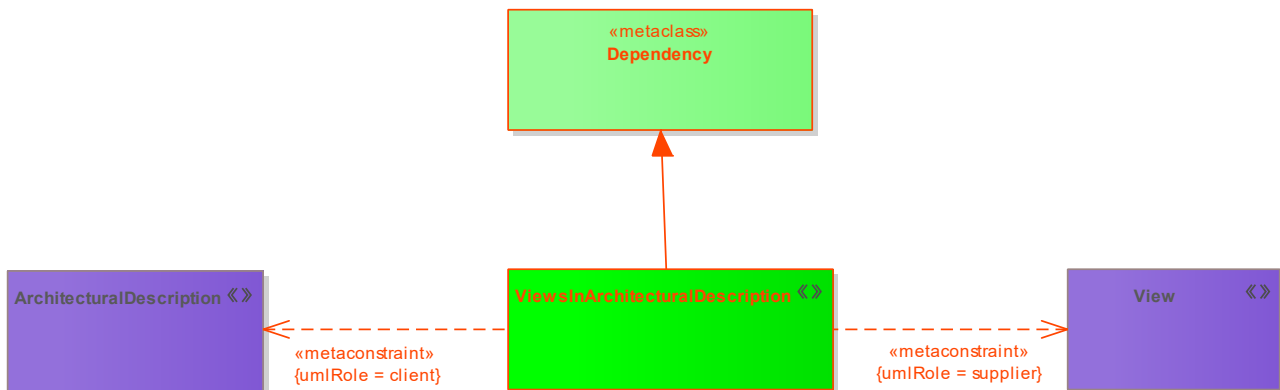 «metaclass»
Dependency
ArchitecturalDescription «»
ViewsInArchitecturalDescription «»
View «»
«metaconstraint»
{umlRole = client}
«metaconstraint»
{umlRole = supplier}